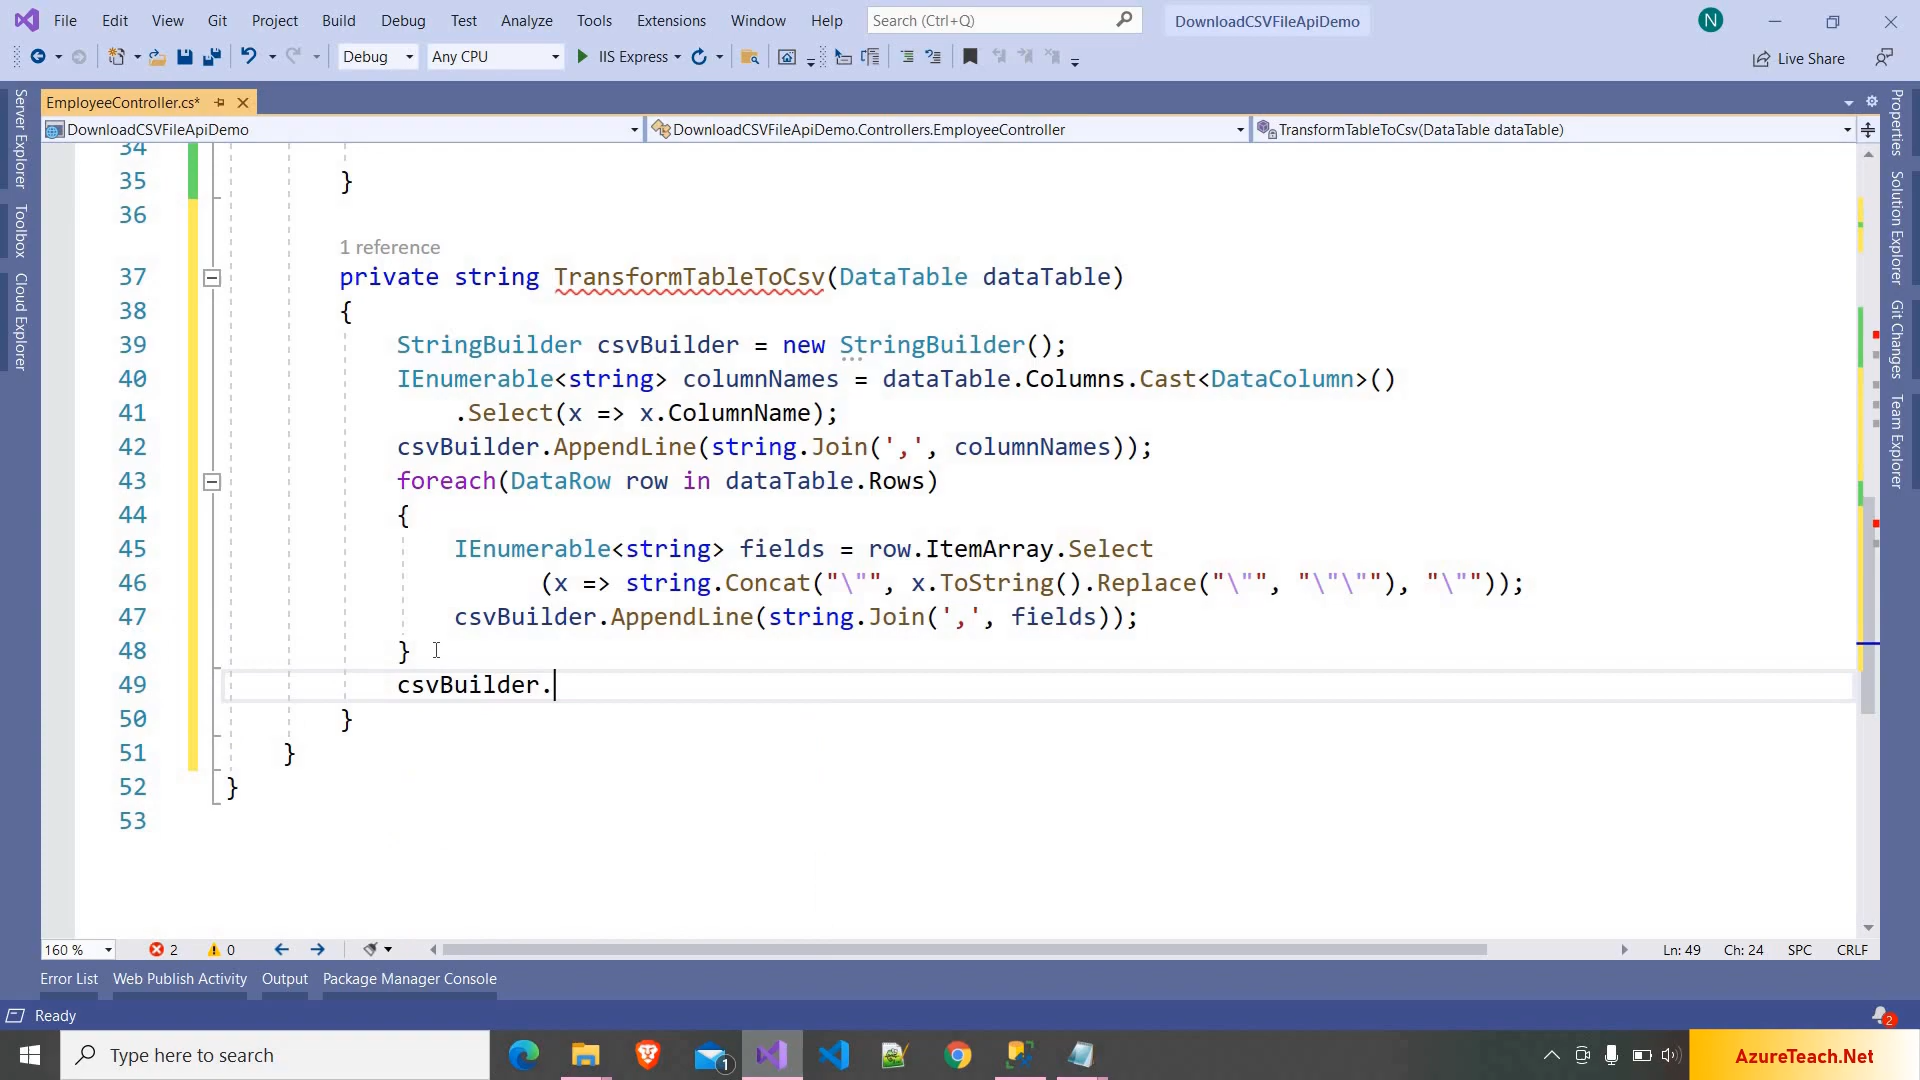 File Edit View Git Project Build Debug Test Analyze Tools Extensions Window Help Search (Ctrl+Q) DownloadCSVFileApiDemo N
Debug Any CPU IIS Express Live Share
EmployeeController.cs*
DownloadCSVFileApiDemo DownloadCSVFileApiDemo.Controllers.EmployeeController TransformTableToCsv(DataTable dataTable)
Server Explorer
Toolbox
Cloud Explorer
34
35 }
36
1 reference
37 private string TransformTableToCsv(DataTable dataTable)
38 {
39 StringBuilder csvBuilder = new StringBuilder();
40 IEnumerable<string> columnNames = dataTable.Columns.Cast<DataColumn>()
41 .Select(x => x.ColumnName);
42 csvBuilder.AppendLine(string.Join(',', columnNames));
43 foreach(DataRow row in dataTable.Rows)
44 {
45 IEnumerable<string> fields = row.ItemArray.Select
46 (x => string.Concat("\"", x.ToString().Replace("\"", "\"\""), "\""));
47 csvBuilder.AppendLine(string.Join(',', fields));
48 }
49 csvBuilder.
50 }
51 }
52 }
53
Properties
Solution Explorer
Git Changes
Team Explorer
160 % 2 0 Ln: 49 Ch: 24 SPC CRLF
Error List Web Publish Activity Output Package Manager Console
Ready 2
Type here to search 1 AzureTeach.Net